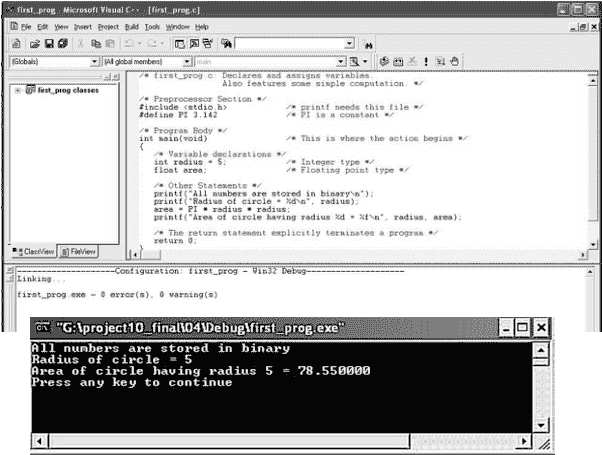 first_prog - Microsoft Visual C++ - [first_prog.c]
File Edit View Insert Project Build Tools Window Help
(Globals) (All global members) main
first_prog classes
/* first_prog.c Declares and assigns variables.
Also features some simple computation. */
/* Preprocessor Section */
#include <stdio.h> /* printf needs this file */
#define PI 3.142 /* PI is a constant */
/* Program Body */
int main(void) /* This is where the action begins */
{
/* Variable declarations */
int radius = 5; /* Integer type */
float area; /* Floating point type */
/* Other Statements */
printf("All numbers are stored in binary\n");
printf("Radius of circle = %d\n", radius);
area = PI * radius * radius;
printf("Area of circle having radius %d = %f\n", radius, area);
/* The return statement explicitly terminates a program */
return 0;
}
ClassView FileView
--------------------Configuration: first_prog - Win32 Debug--------------------
Linking...
first_prog.exe - 0 error(s), 0 warning(s)
"G:\project10_final\04\Debug\first_prog.exe"
All numbers are stored in binary
Radius of circle = 5
Area of circle having radius 5 = 78.550000
Press any key to continue